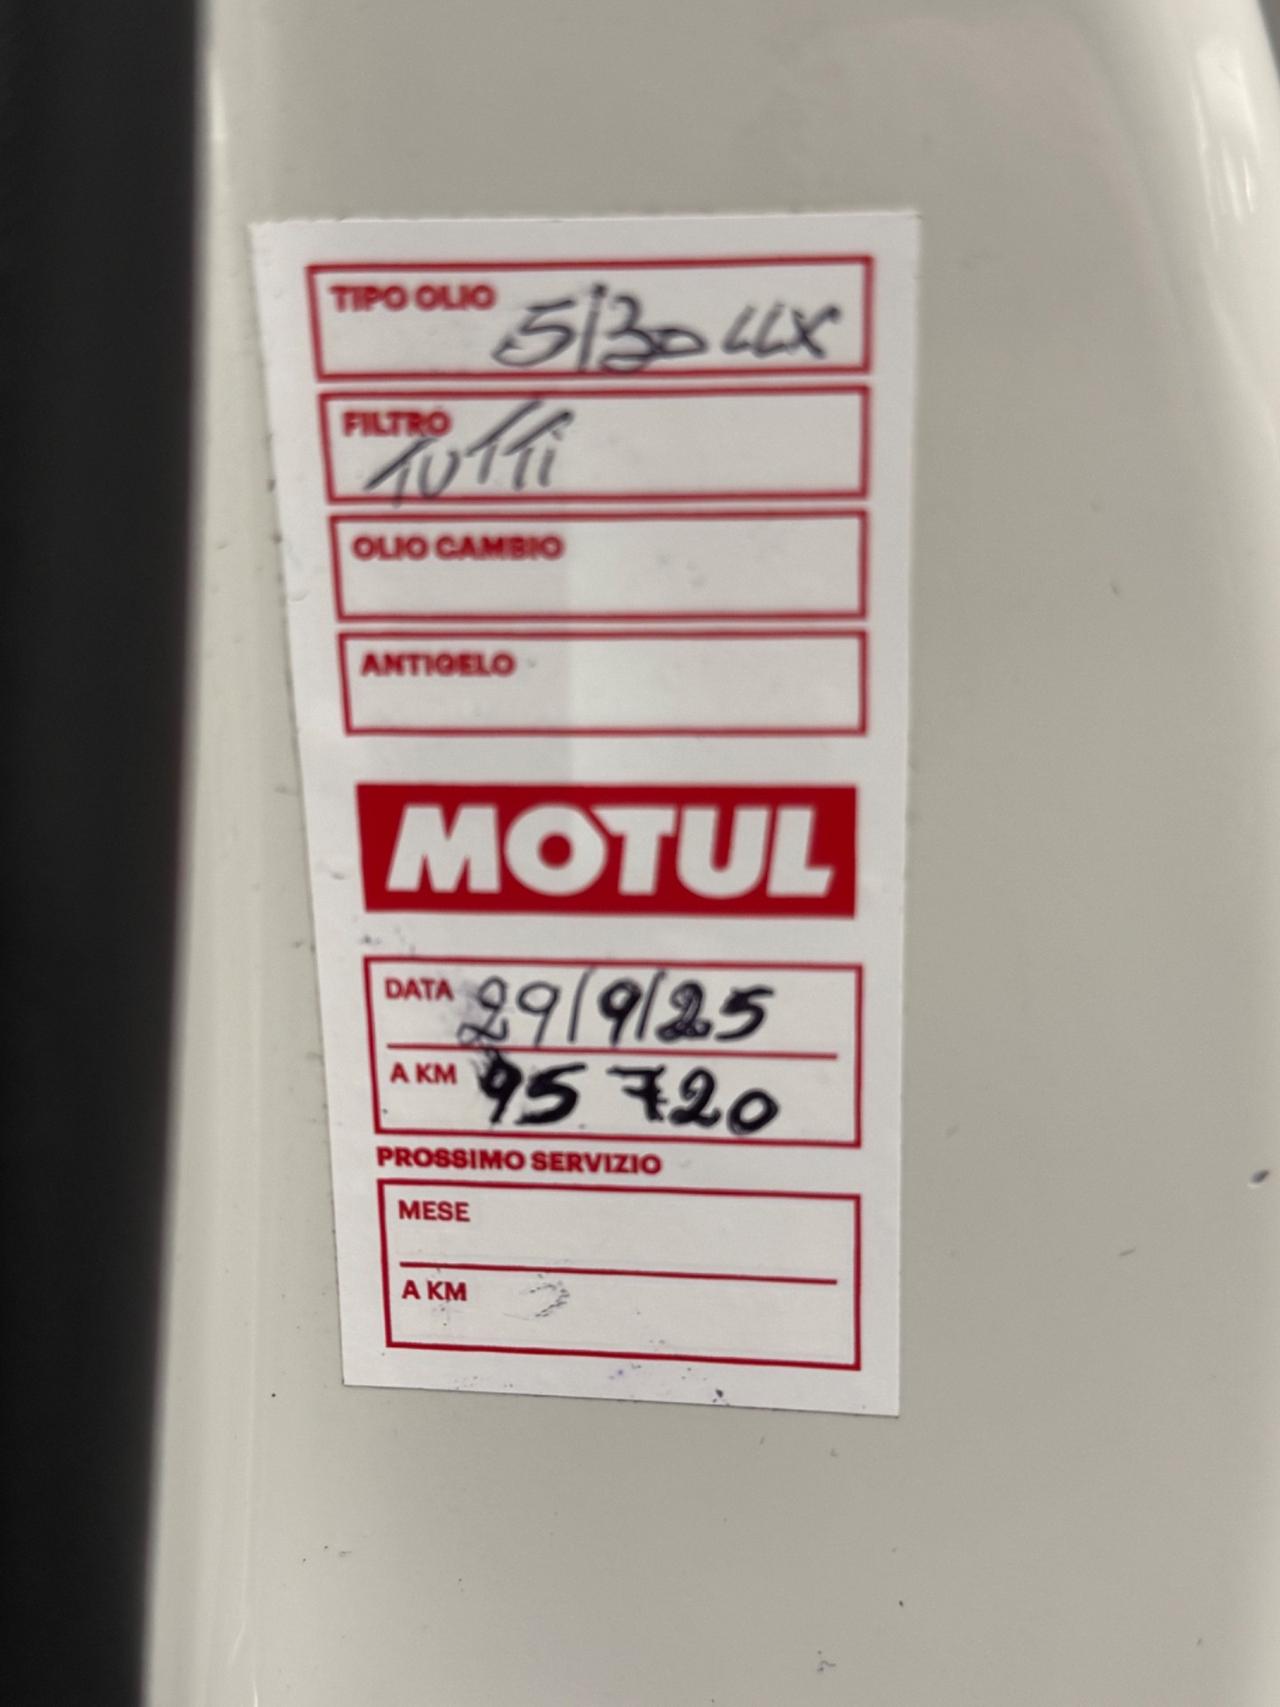 TIPO OLIO 5/30 LLX
FILTRO TUTTi
OLIO CAMBIO
ANTIGELO
MOTUL
DATA 29/9/25
A KM 95 720
PROSSIMO SERVIZIO
MESE
A KM